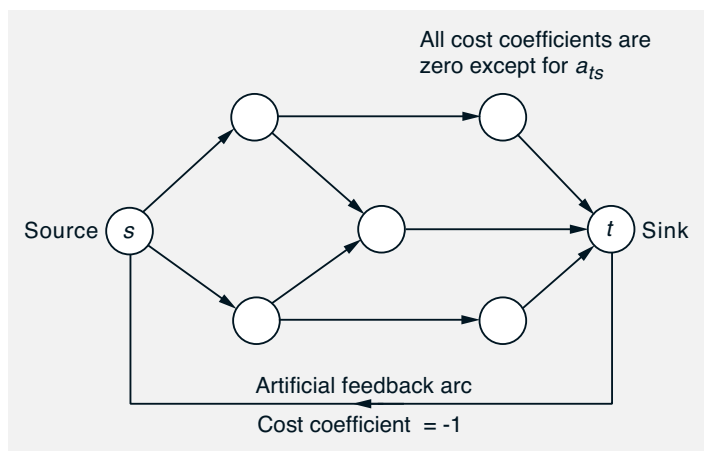 All cost coefficients are
zero except for a_ts
Source s
t Sink
Artificial feedback arc
Cost coefficient = -1